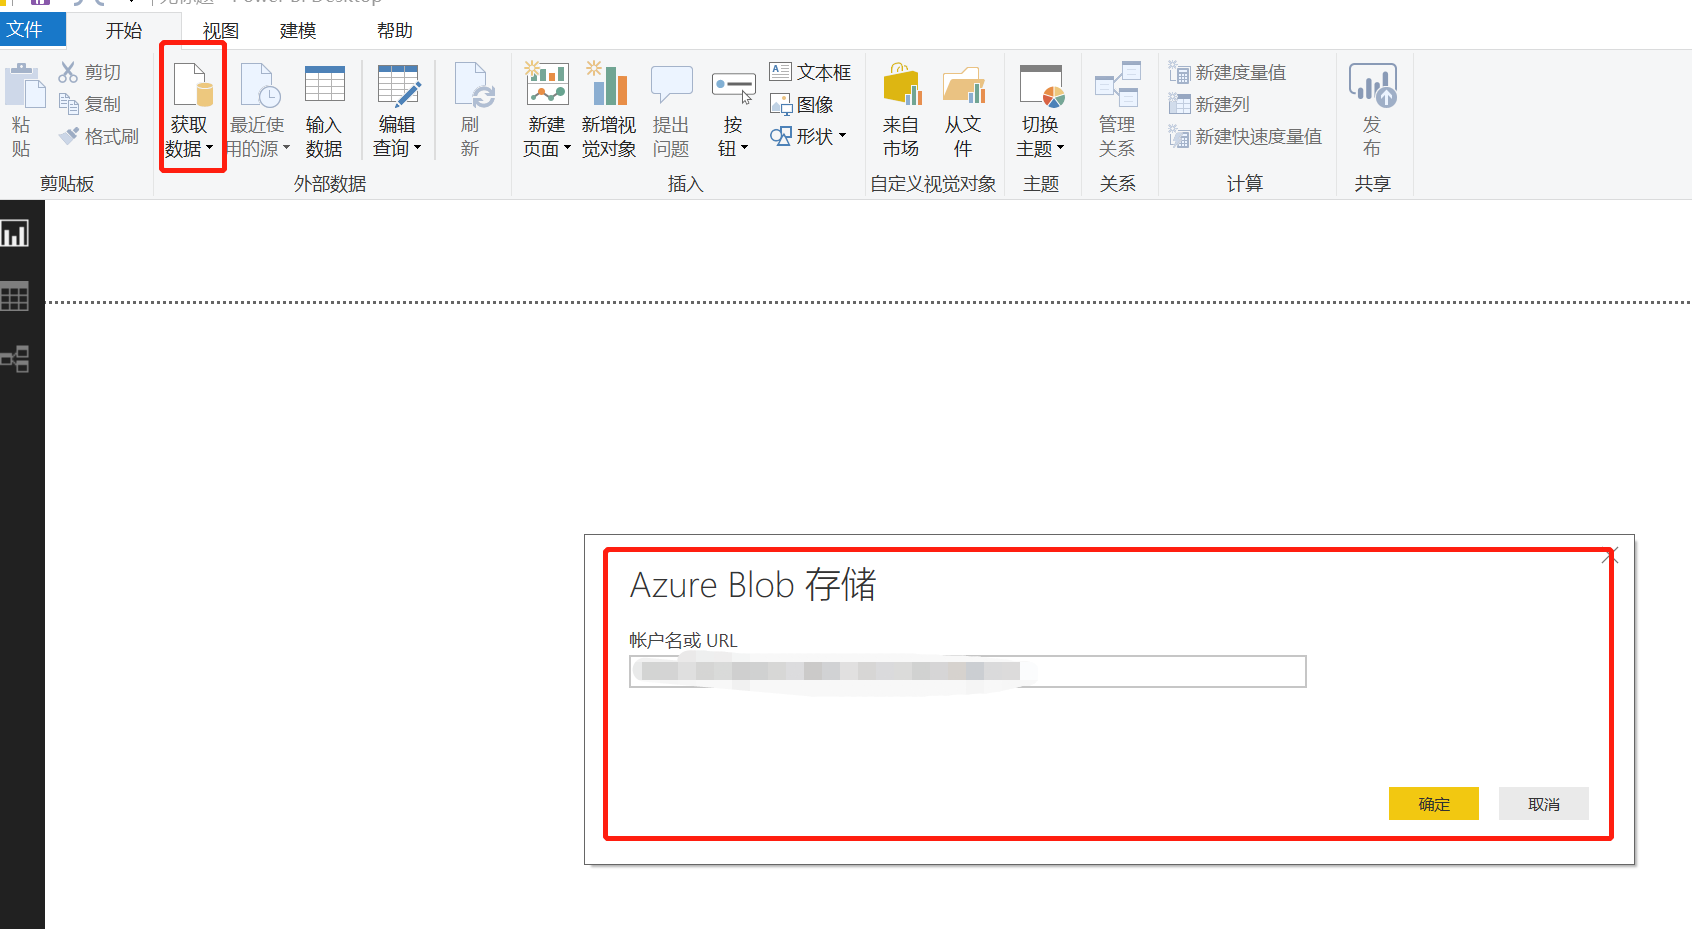 无标题 - Power BI Desktop
文件 开始 视图 建模 帮助
粘贴
剪切
复制
格式刷
剪贴板
获取数据
最近使用的源
输入数据
编辑查询
刷新
外部数据
新建页面
新增视觉对象
提出问题
按钮
文本框
图像
形状
插入
来自市场
从文件
自定义视觉对象
切换主题
主题
管理关系
关系
新建度量值
新建列
新建快速度量值
计算
发布
共享
Azure Blob 存储
帐户名或 URL
确定 取消